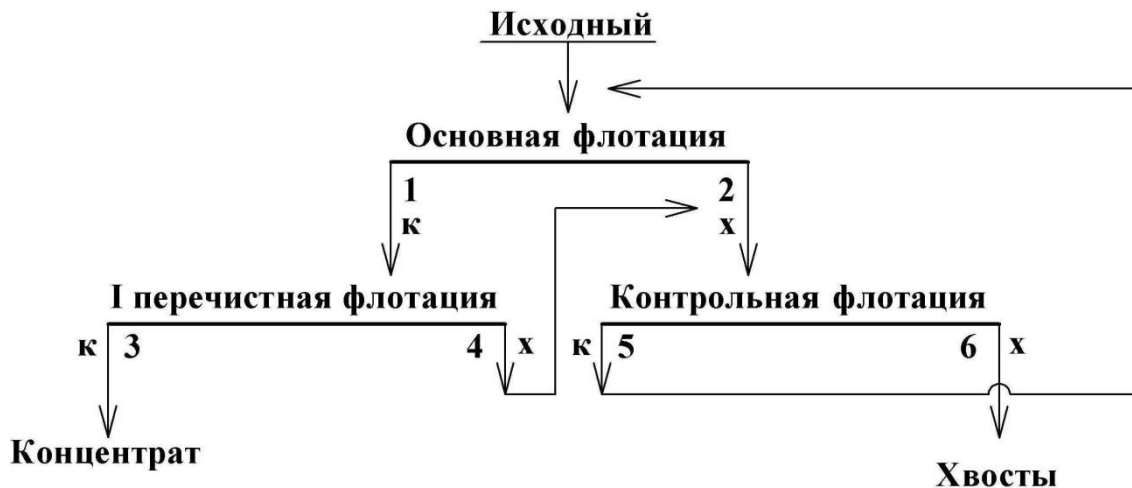 Исходный
Основная флотация
1 2
к х
I перечистная флотация Контрольная флотация
к 3 4 х к 5 6 х
Концентрат
Хвосты